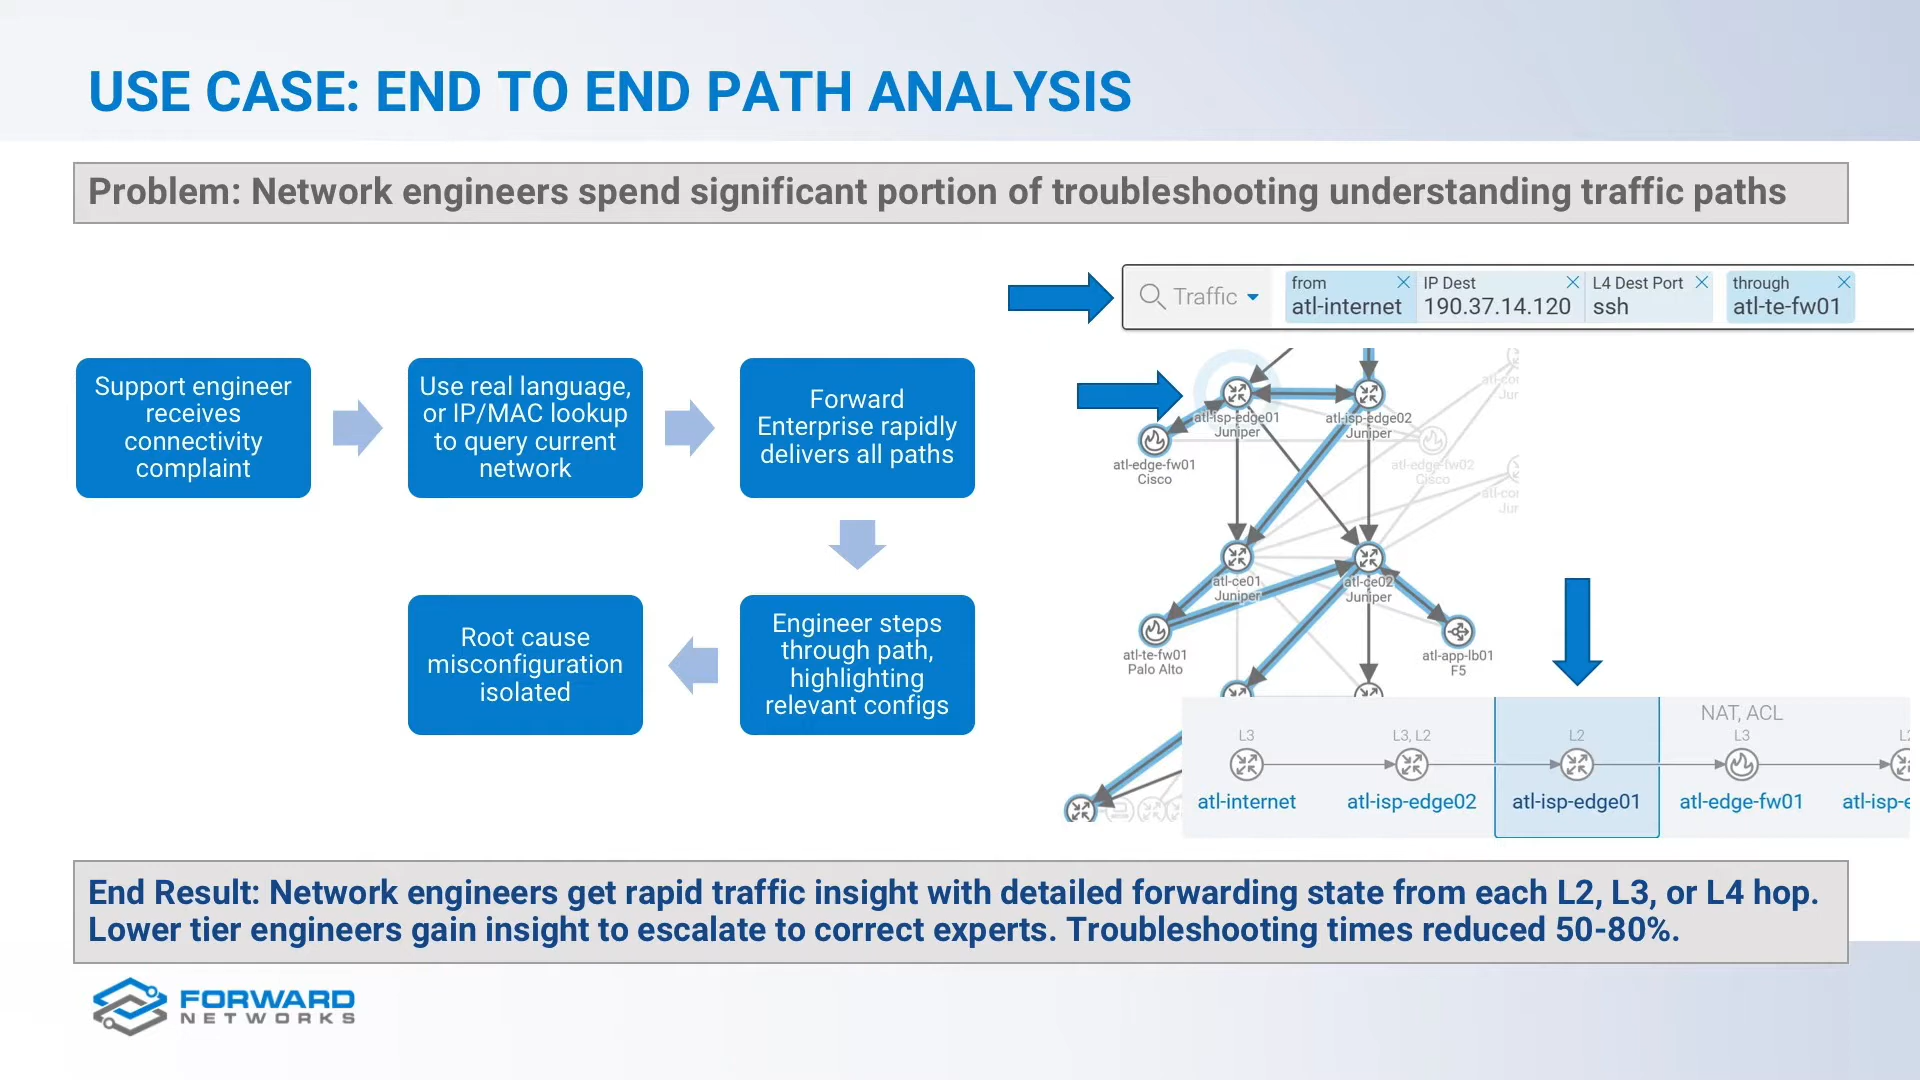 USE CASE: END TO END PATH ANALYSIS
Problem: Network engineers spend significant portion of troubleshooting understanding traffic paths
Traffic
from
atl-internet
IP Dest
190.37.14.120
L4 Dest Port
ssh
through
atl-te-fw01
Support engineer
receives
connectivity
complaint
Use real language,
or IP/MAC lookup
to query current
network
Forward
Enterprise rapidly
delivers all paths
Engineer steps
through path,
highlighting
relevant configs
Root cause
misconfiguration
isolated
atl-isp-edge01
Juniper
atl-isp-edge02
Juniper
atl-edge-fw01
Cisco
atl-edge-fw02
Cisco
atl-ce01
Juniper
atl-ce02
Juniper
atl-te-fw01
Palo Alto
atl-app-lb01
F5
NAT, ACL
L3
L3, L2
L2
L3
atl-internet
atl-isp-edge02
atl-isp-edge01
atl-edge-fw01
atl-isp-e
End Result: Network engineers get rapid traffic insight with detailed forwarding state from each L2, L3, or L4 hop.
Lower tier engineers gain insight to escalate to correct experts. Troubleshooting times reduced 50-80%.
FORWARD
NETWORKS